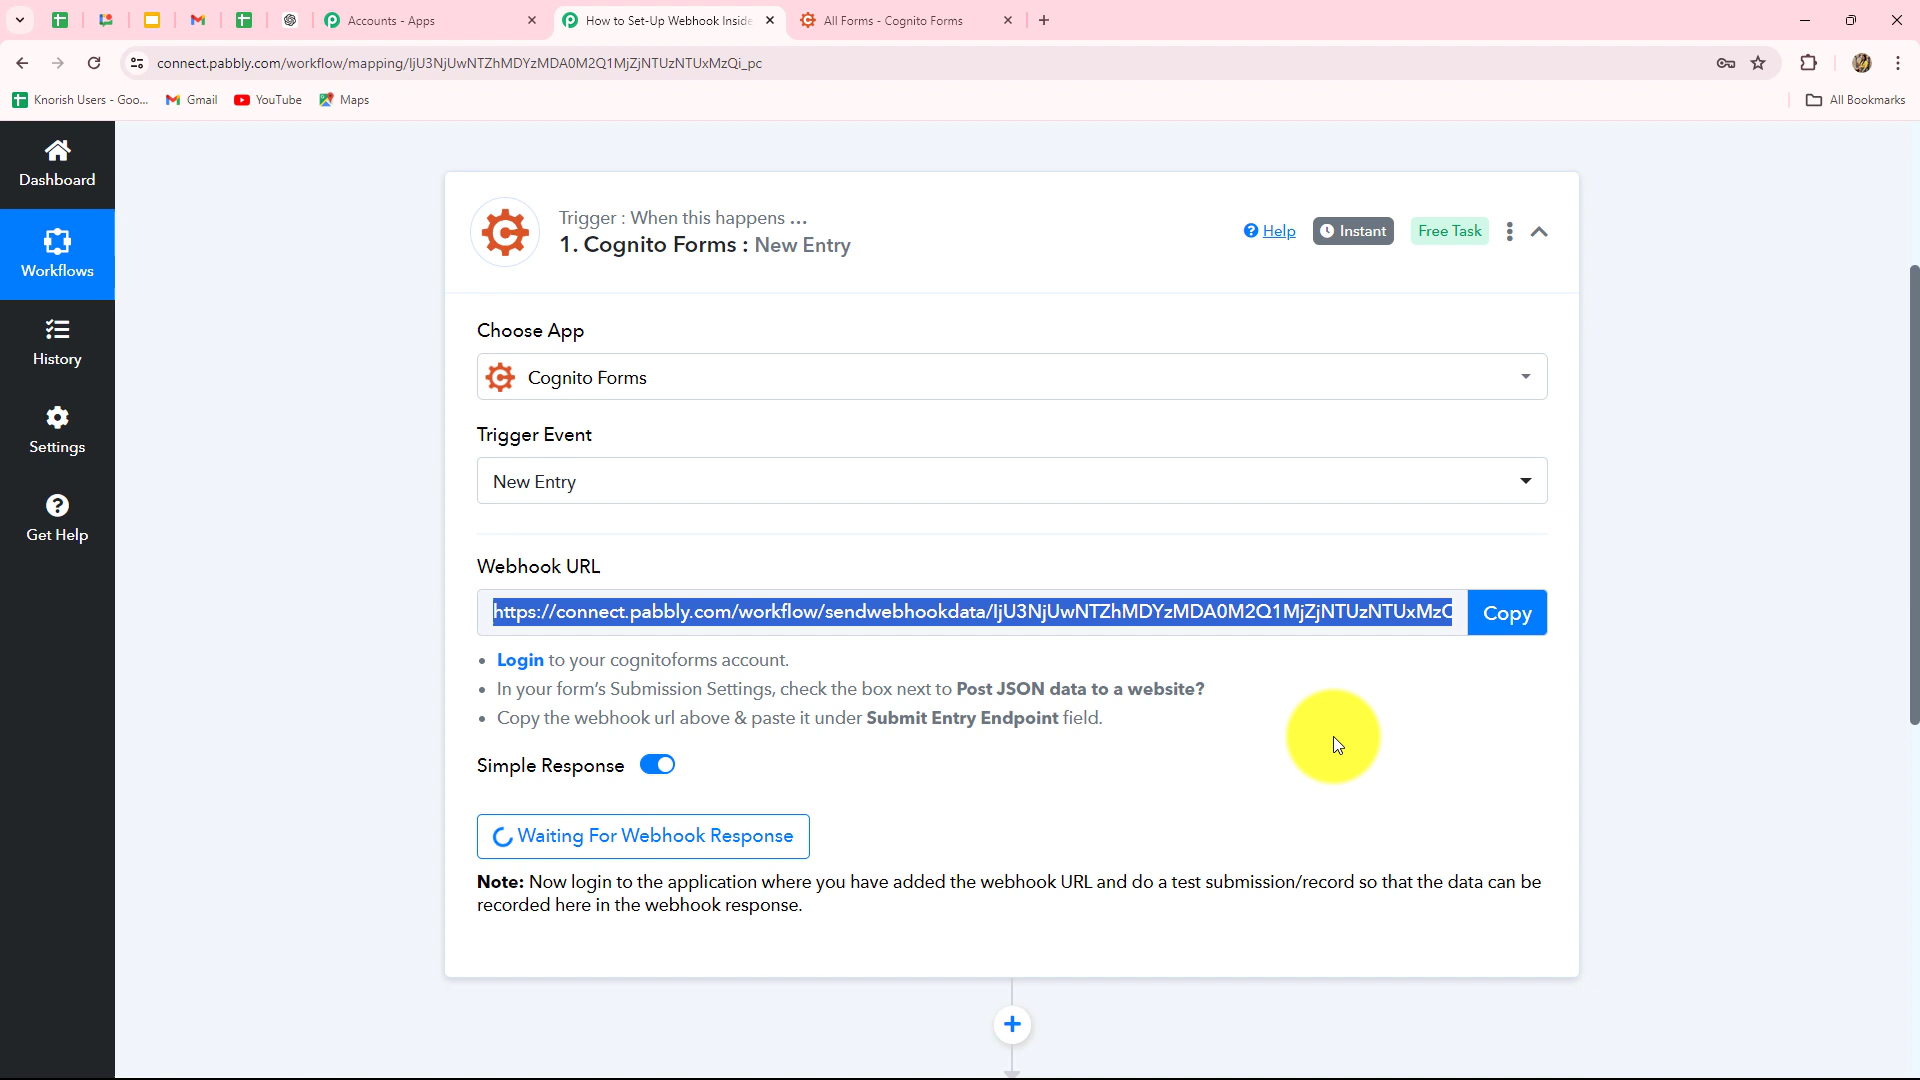 Accounts - Apps
How to Set-Up Webhook Inside
All Forms - Cognito Forms
connect.pabbly.com/workflow/mapping/IjU3NjUwNTZhMDYzMDA0M2Q1MjZjNTUzNTUxMzQi_pc
Knorish Users - Goo...
Gmail
YouTube
Maps
All Bookmarks
Dashboard
Workflows
History
Settings
Get Help
Trigger : When this happens ...
1. Cognito Forms : New Entry
Help
Instant
Free Task
Choose App
Cognito Forms
Trigger Event
New Entry
Webhook URL
https://connect.pabbly.com/workflow/sendwebhookdata/IjU3NjUwNTZhMDYzMDA0M2Q1MjZjNTUzNTUxMzQ
Copy
• Login to your cognitoforms account.
• In your form's Submission Settings, check the box next to Post JSON data to a website?
• Copy the webhook url above & paste it under Submit Entry Endpoint field.
Simple Response
Waiting For Webhook Response
Note: Now login to the application where you have added the webhook URL and do a test submission/record so that the data can be
recorded here in the webhook response.